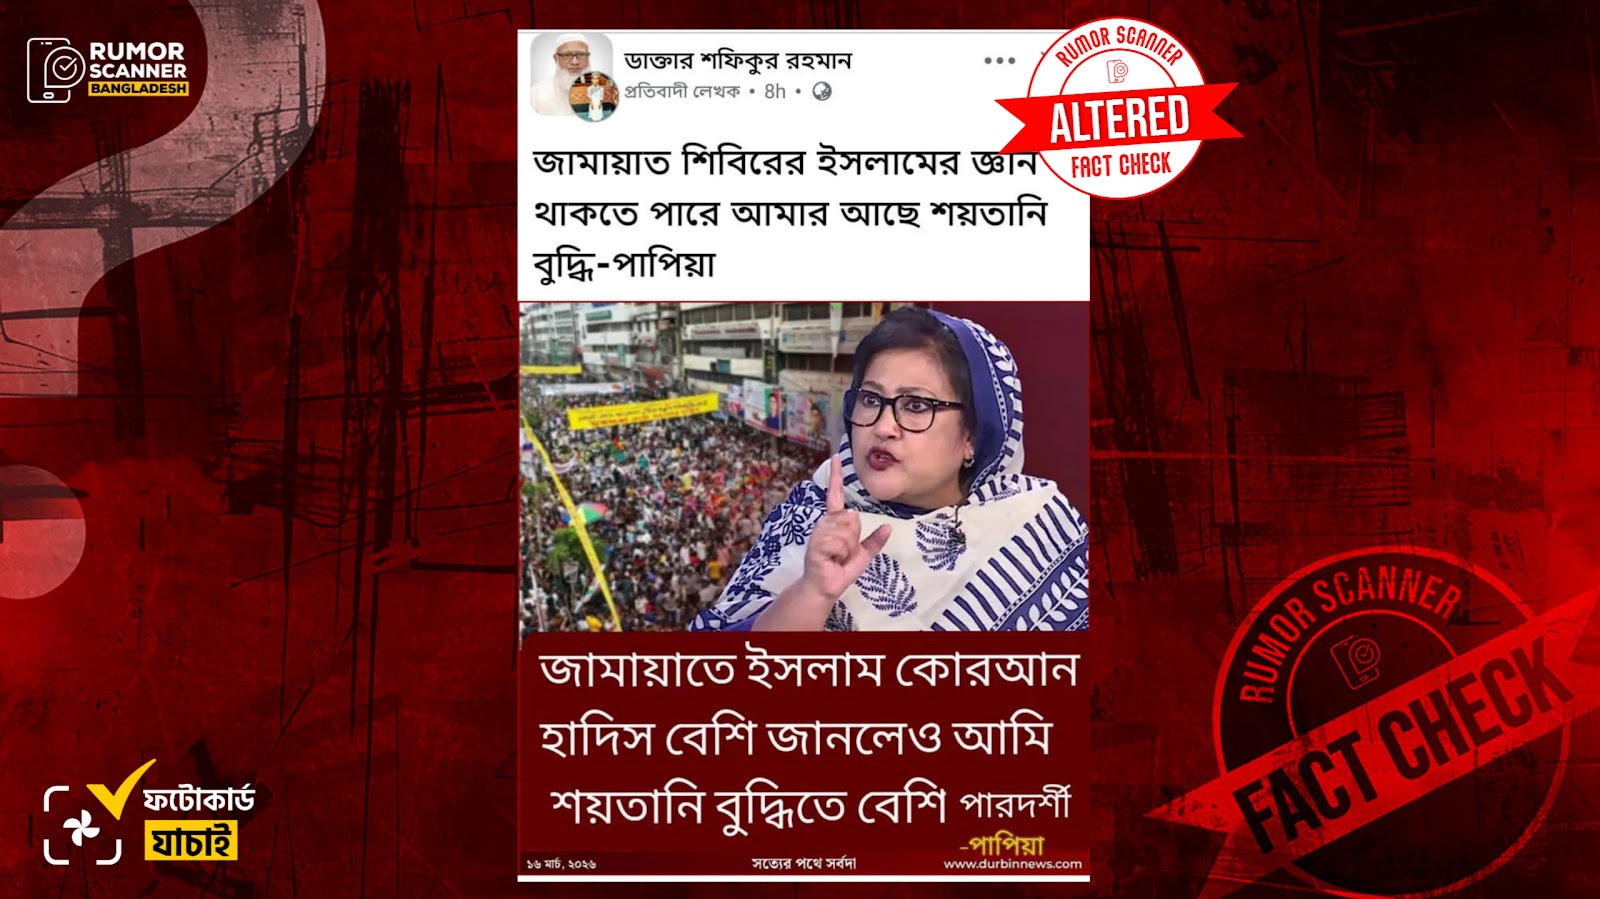 RUMOR
SCANNER
BANGLADESH
ডাক্তার শফিকুর রহমান
প্রতিবাদী লেখক • 8h •
RUMOR SCANNER
ALTERED
FACT CHECK
জামায়াত শিবিরের ইসলামের জ্ঞান
থাকতে পারে আমার আছে শয়তানি
বুদ্ধি-পাপিয়া
জামায়াতে ইসলাম কোরআন
হাদিস বেশি জানলেও আমি
শয়তানি বুদ্ধিতে বেশি পারদর্শী
-পাপিয়া
১৬ মার্চ, ২০২৬
সত্যের পথে সর্বদা
www.durbinnews.com
ফটোকার্ড
যাচাই
RUMOR SCANNER
FACT CHECK